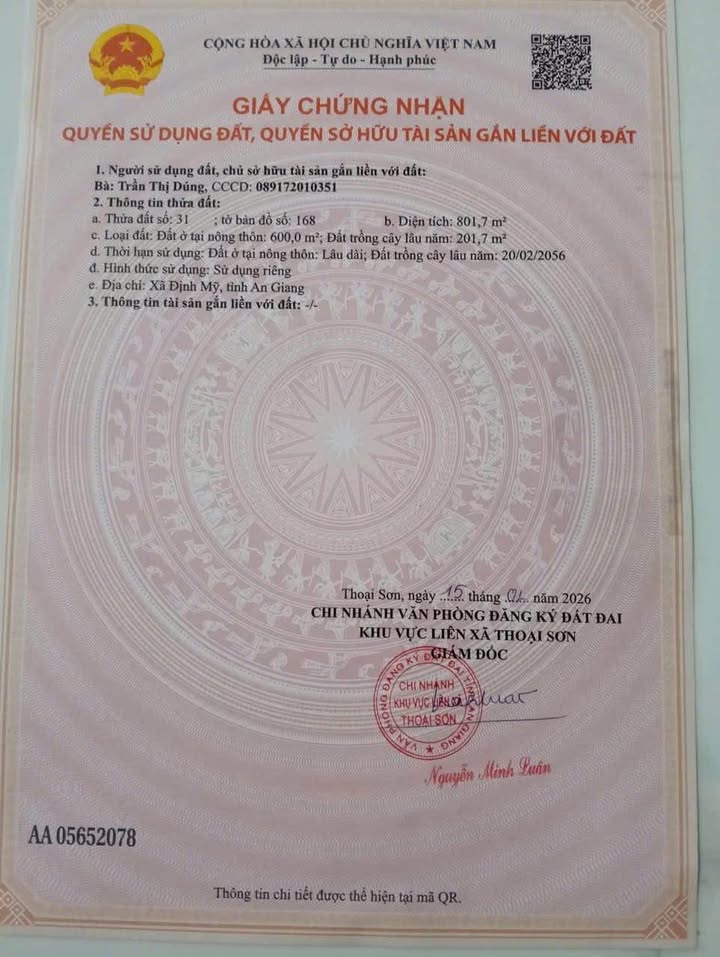 CỘNG HÒA XÃ HỘI CHỦ NGHĨA VIỆT NAM
Độc lập - Tự do - Hạnh phúc
GIẤY CHỨNG NHẬN
QUYỀN SỬ DỤNG ĐẤT, QUYỀN SỞ HỮU TÀI SẢN GẮN LIỀN VỚI ĐẤT
1. Người sử dụng đất, chủ sở hữu tài sản gắn liền với đất:
Bà: Trần Thị Dúng, CCCD: 089172010351
2. Thông tin thửa đất:
a. Thửa đất số: 31 ; tờ bản đồ số: 168 b. Diện tích: 801,7 m²
c. Loại đất: Đất ở tại nông thôn: 600,0 m²; Đất trồng cây lâu năm: 201,7 m²
d. Thời hạn sử dụng: Đất ở tại nông thôn: Lâu dài; Đất trồng cây lâu năm: 20/02/2056
đ. Hình thức sử dụng: Sử dụng riêng
e. Địa chỉ: Xã Định Mỹ, tỉnh An Giang
3. Thông tin tài sản gắn liền với đất: -/-
Thoại Sơn, ngày 15 tháng năm 2026
CHI NHÁNH VĂN PHÒNG ĐĂNG KÝ ĐẤT ĐAI
KHU VỰC LIÊN XÃ THOẠI SƠN
GIÁM ĐỐC
VĂN PHÒNG ĐĂNG KÝ ĐẤT ĐAI TỈNH AN GIANG
CHI NHÁNH
KHU VỰC LIÊN XÃ
THOẠI SƠN
Nguyễn Minh Luân
AA 05652078
Thông tin chi tiết được thể hiện tại mã QR.